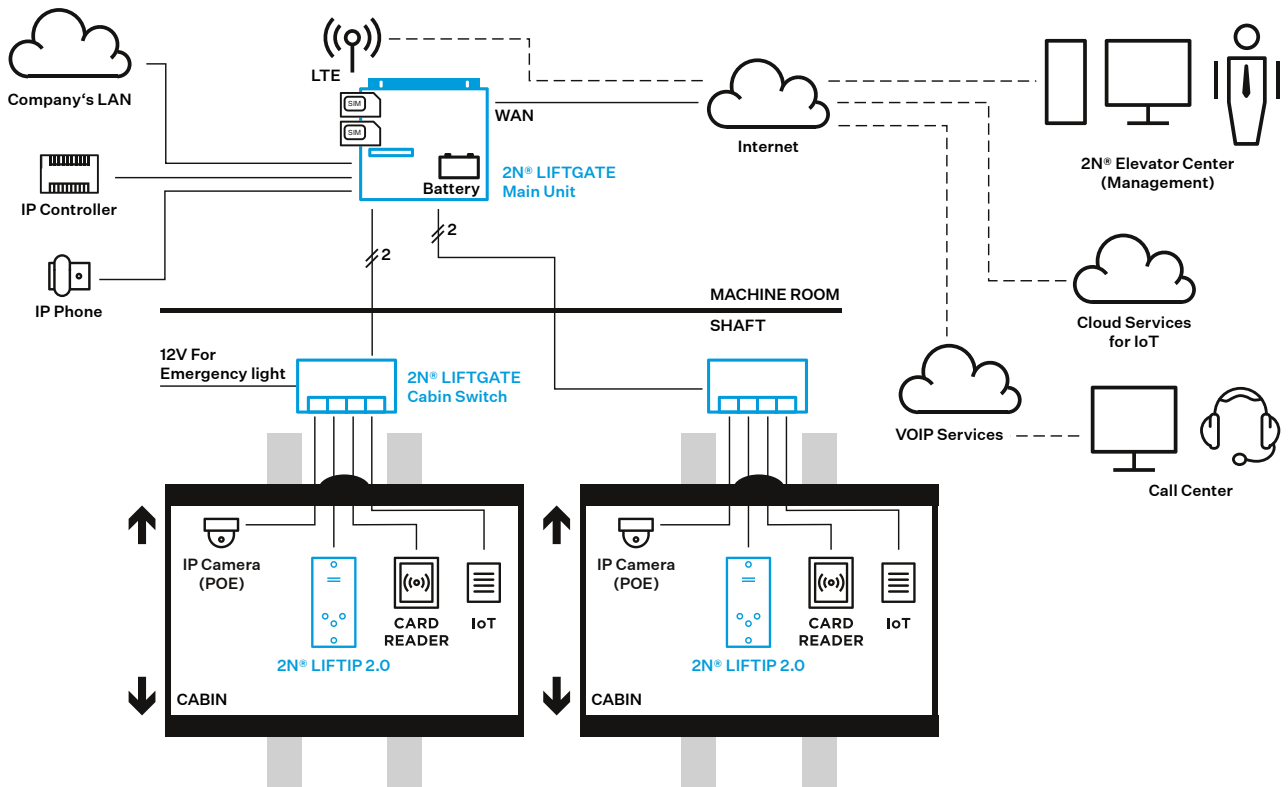 LTE
Company‘s LAN
SIM
SIM
WAN
Internet
2N® Elevator Center
(Management)
IP Controller
Battery
2N® LIFTGATE
Main Unit
2
2
IP Phone
MACHINE ROOM
SHAFT
Cloud Services
for IoT
12V For
Emergency light
2N® LIFTGATE
Cabin Switch
VOIP Services
Call Center
IP Camera
(POE)
CARD
READER
IoT
2N® LIFTIP 2.0
CABIN
IP Camera
(POE)
CARD
READER
IoT
2N® LIFTIP 2.0
CABIN